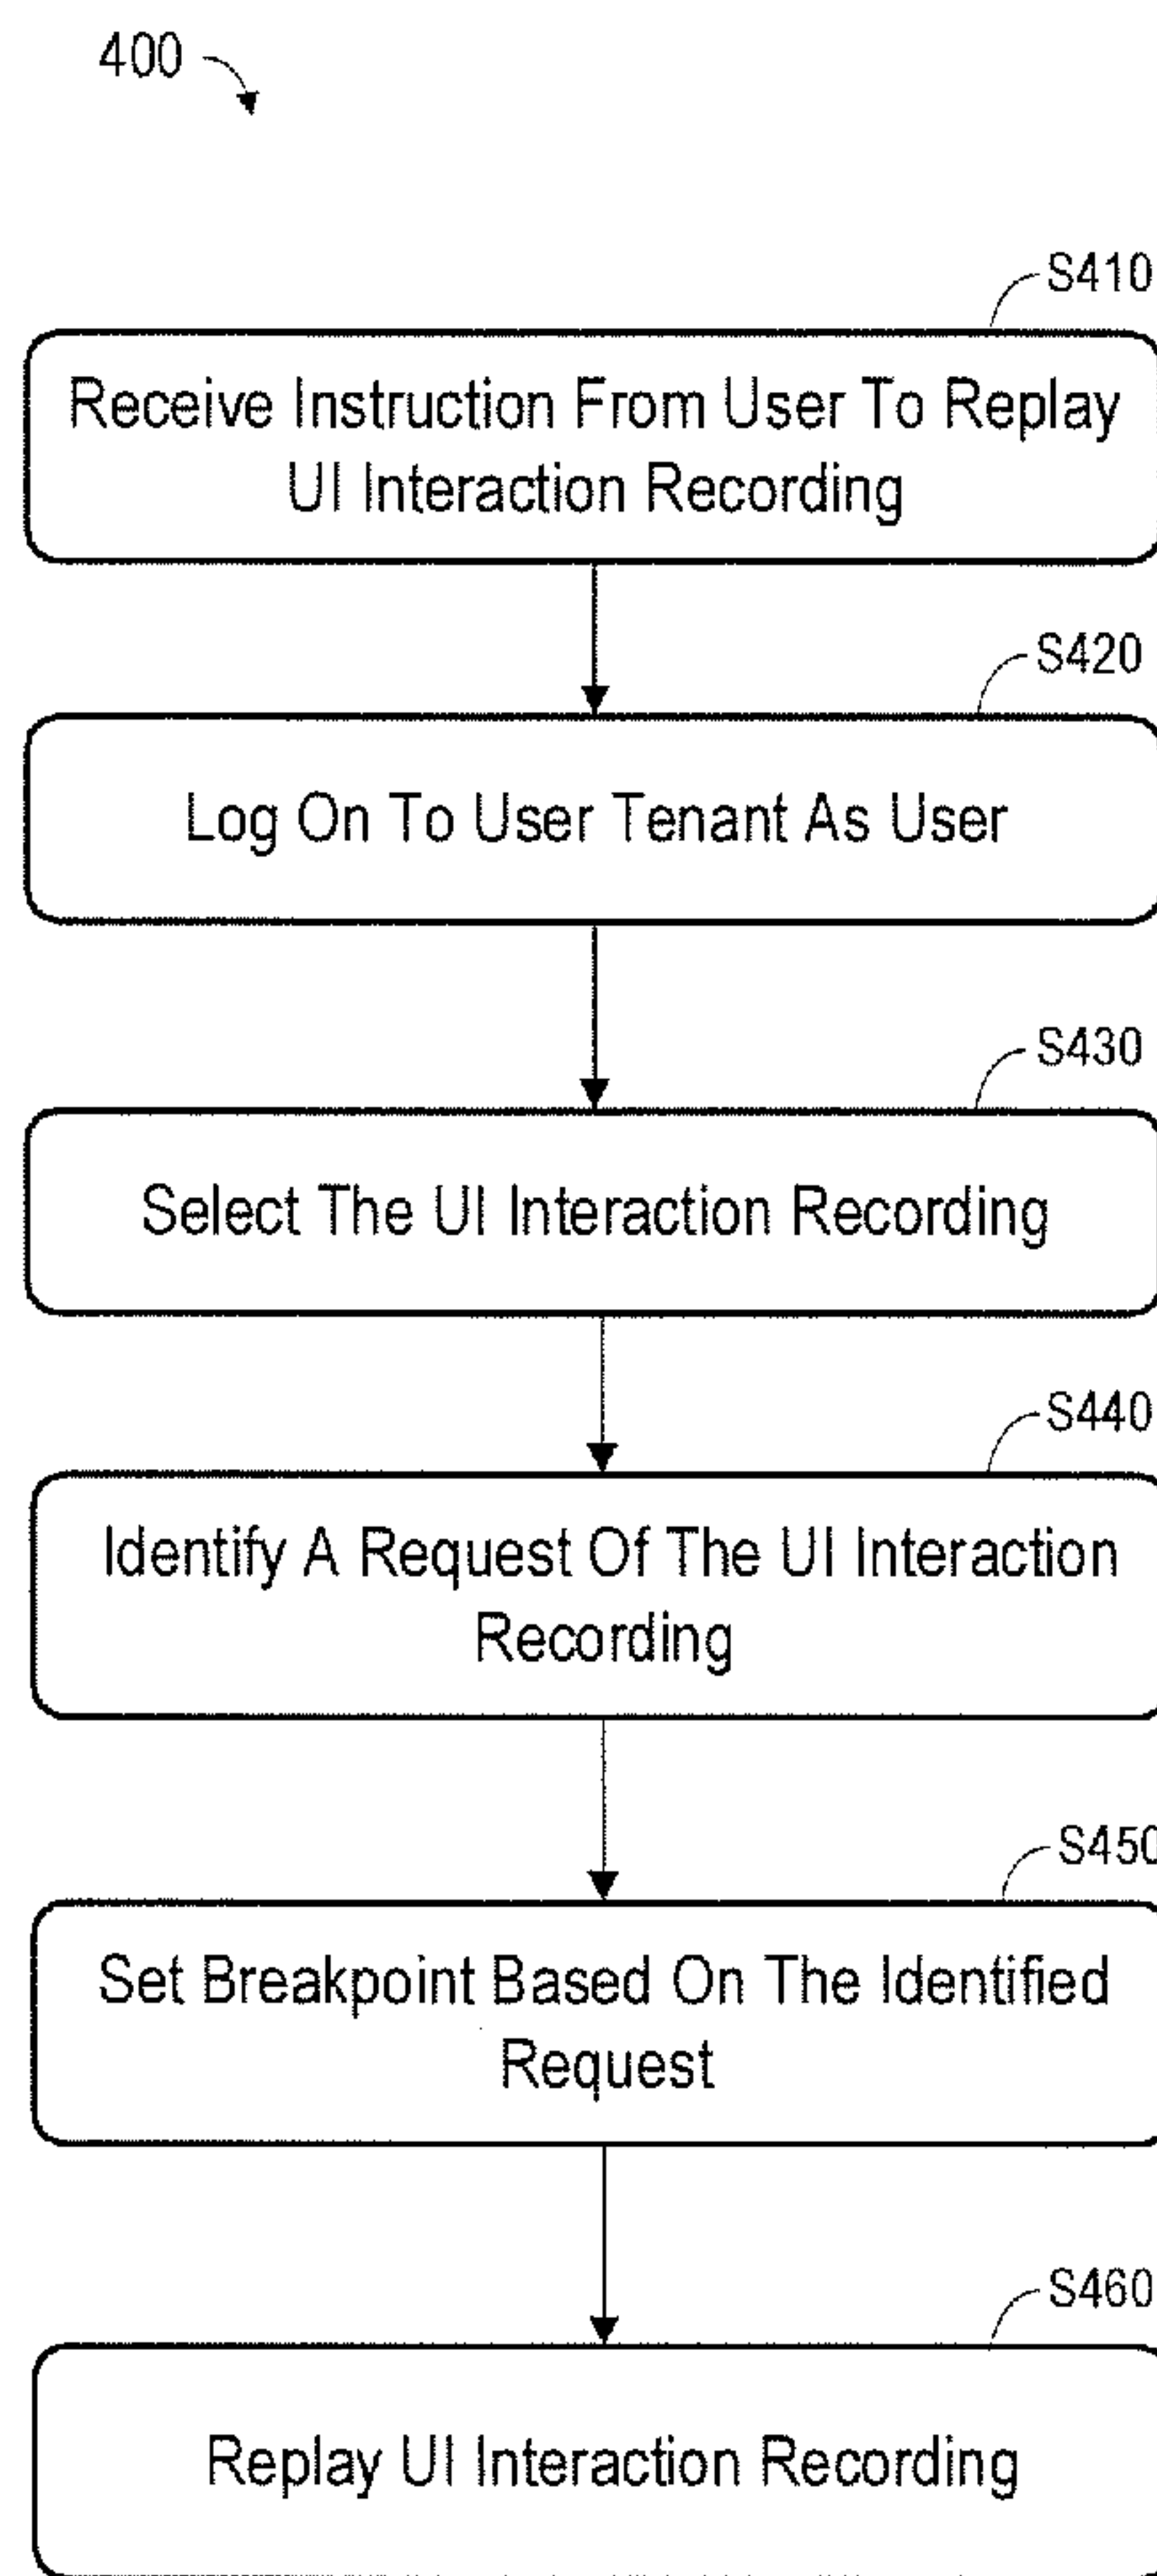 400
S410
Receive Instruction From User To Replay
UI Interaction Recording
S420
Log On To User Tenant As User
S430
Select The UI Interaction Recording
S440
Identify A Request Of The UI Interaction
Recording
S450
Set Breakpoint Based On The Identified
Request
S460
Replay UI Interaction Recording